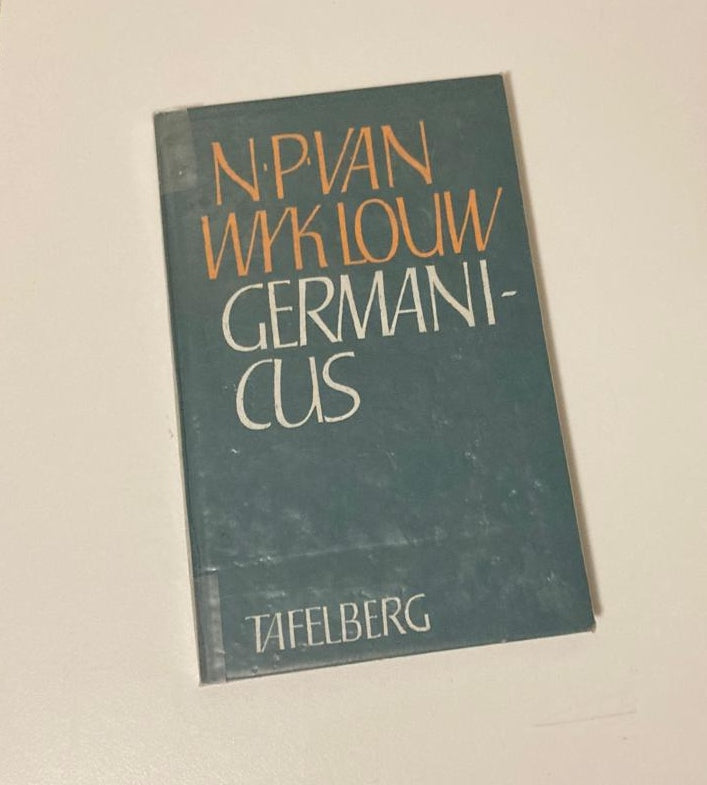 N·P·VAN
WYK LOUW
GERMANI-
CUS
TAFELBERG